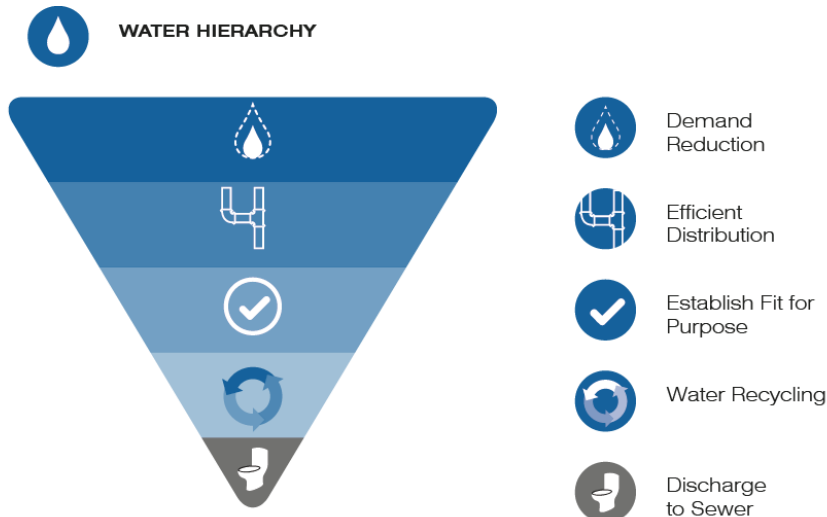 WATER HIERARCHY
Demand
Reduction
Efficient
Distribution
Establish Fit for
Purpose
Water Recycling
Discharge
to Sewer